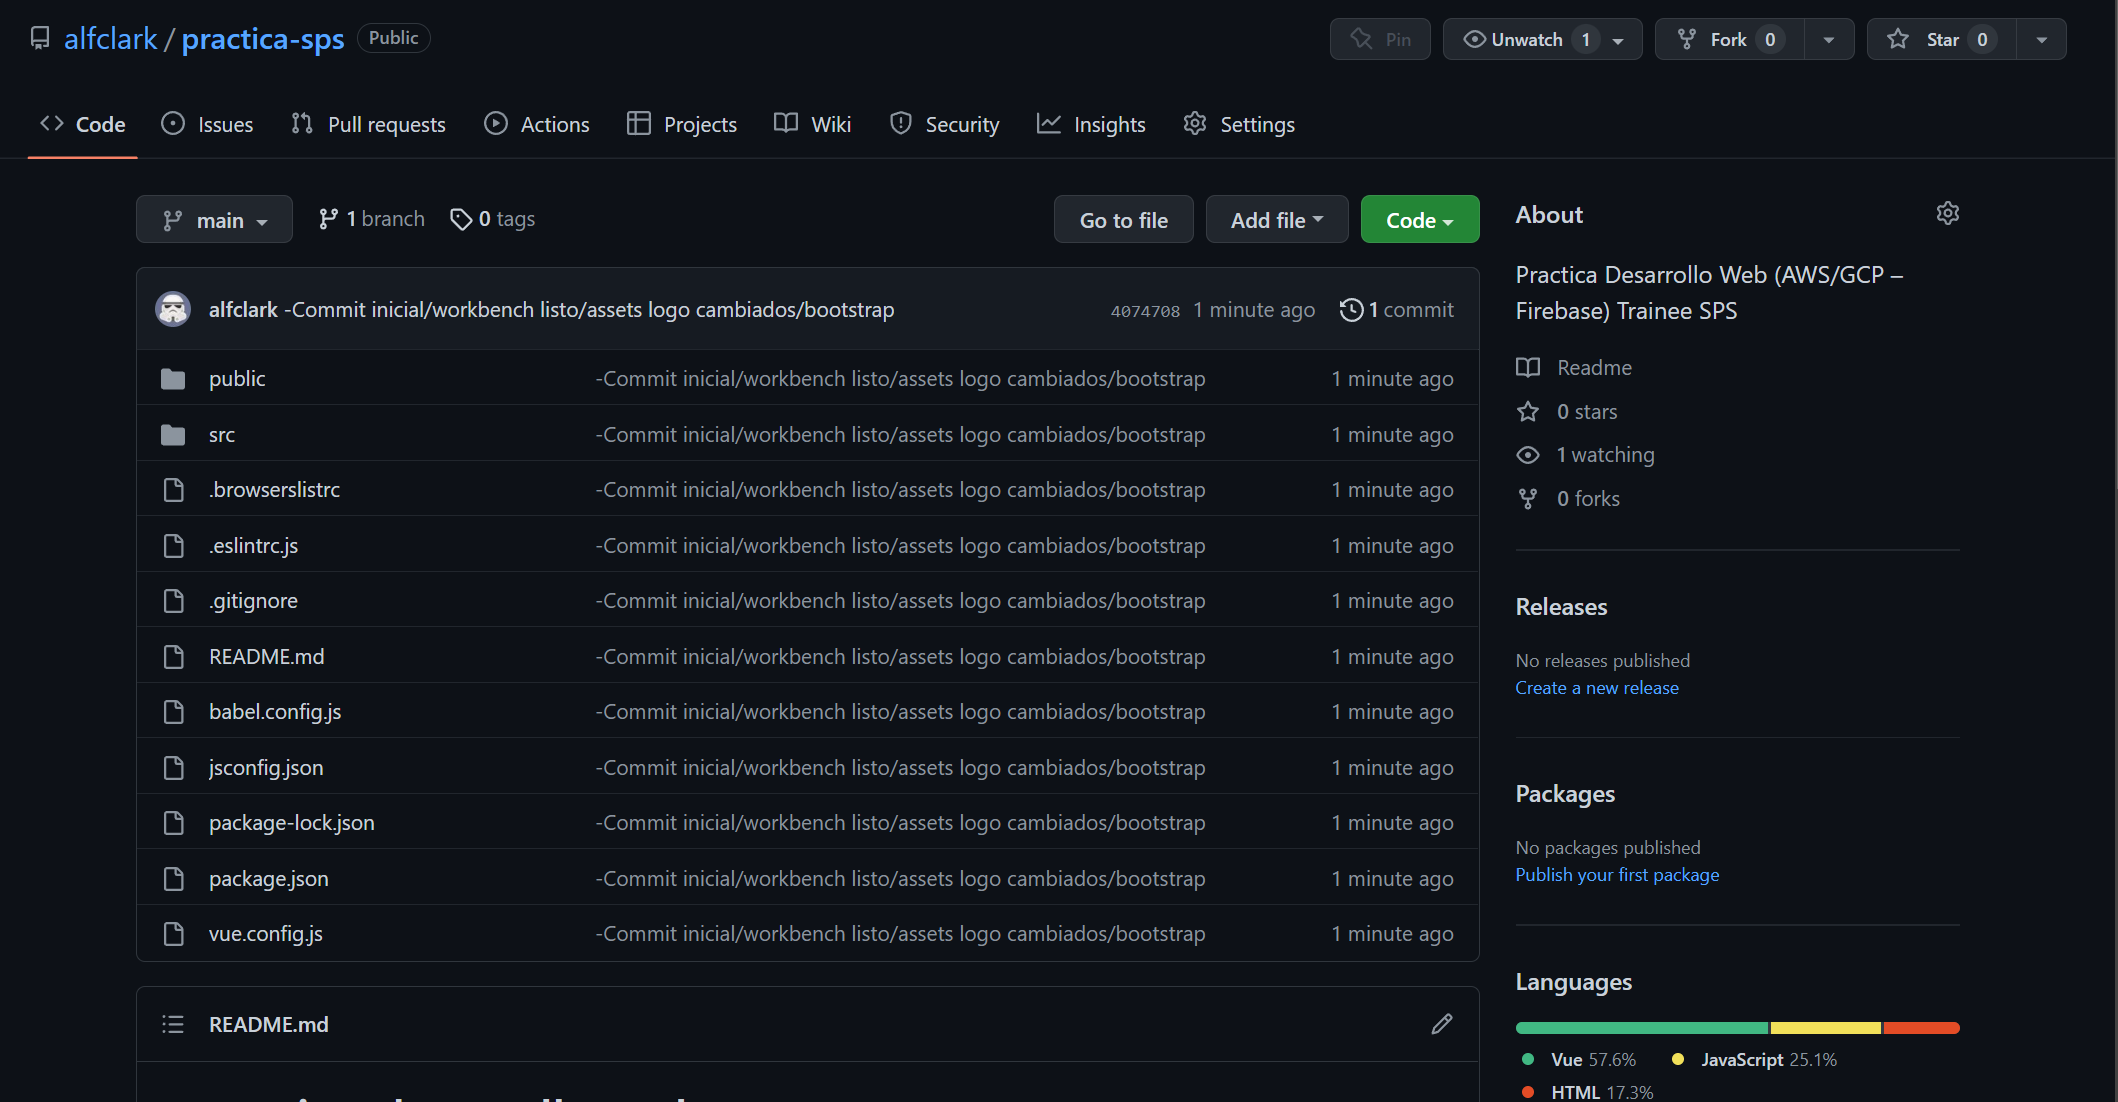 alfclark / practica-sps Public
Pin Unwatch 1 Fork 0 Star 0
Code Issues Pull requests Actions Projects Wiki Security Insights Settings
main 1 branch 0 tags Go to file Add file Code
alfclark -Commit inicial/workbench listo/assets logo cambiados/bootstrap 4074708 1 minute ago 1 commit
public -Commit inicial/workbench listo/assets logo cambiados/bootstrap 1 minute ago
src -Commit inicial/workbench listo/assets logo cambiados/bootstrap 1 minute ago
.browserslistrc -Commit inicial/workbench listo/assets logo cambiados/bootstrap 1 minute ago
.eslintrc.js -Commit inicial/workbench listo/assets logo cambiados/bootstrap 1 minute ago
.gitignore -Commit inicial/workbench listo/assets logo cambiados/bootstrap 1 minute ago
README.md -Commit inicial/workbench listo/assets logo cambiados/bootstrap 1 minute ago
babel.config.js -Commit inicial/workbench listo/assets logo cambiados/bootstrap 1 minute ago
jsconfig.json -Commit inicial/workbench listo/assets logo cambiados/bootstrap 1 minute ago
package-lock.json -Commit inicial/workbench listo/assets logo cambiados/bootstrap 1 minute ago
package.json -Commit inicial/workbench listo/assets logo cambiados/bootstrap 1 minute ago
vue.config.js -Commit inicial/workbench listo/assets logo cambiados/bootstrap 1 minute ago
README.md
About
Practica Desarrollo Web (AWS/GCP –
Firebase) Trainee SPS
Readme
0 stars
1 watching
0 forks
Releases
No releases published
Create a new release
Packages
No packages published
Publish your first package
Languages
Vue 57.6% JavaScript 25.1%
HTML 17.3%